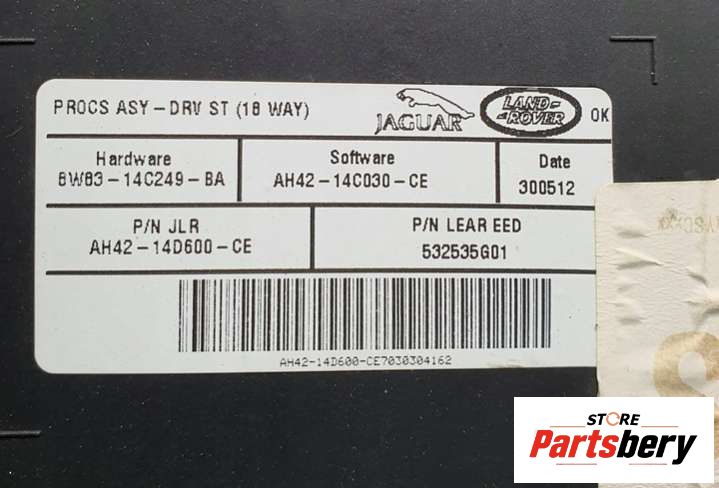 PROCS ASY-DRV ST (18 WAY)
JAGUAR
LAND-
-ROVER
OK
Hardware
8W83-14C249-BA
Software
AH42-14C030-CE
Date
300512
P/N JLR
AH42-14D600-CE
P/N LEAR EED
532535G01
AH42-14D600-CE7030304162
STORE
Partsbery